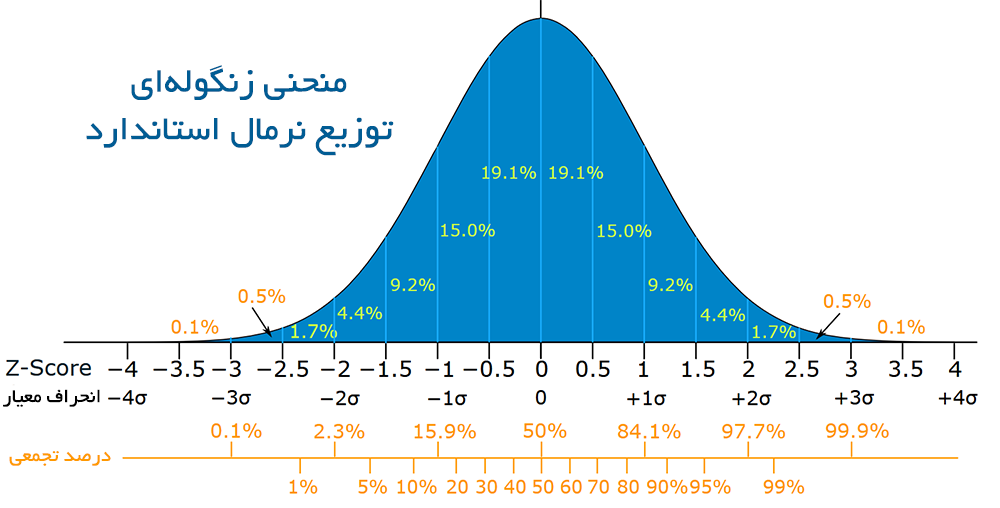 منحنی زنگوله‌ای
توزیع نرمال استاندارد
19.1% 19.1%
15.0% 15.0%
9.2% 9.2%
0.5% 0.5%
4.4% 4.4%
0.1% 1.7% 1.7% 0.1%
Z-Score −4 −3.5 −3 −2.5 −2 −1.5 −1 −0.5 0 0.5 1 1.5 2 2.5 3 3.5 4
انحراف معیار −4σ −3σ −2σ −1σ 0 +1σ +2σ +3σ +4σ
0.1% 2.3% 15.9% 50% 84.1% 97.7% 99.9%
درصد تجمعی
1% 5% 10% 20 30 40 50 60 70 80 90% 95% 99%